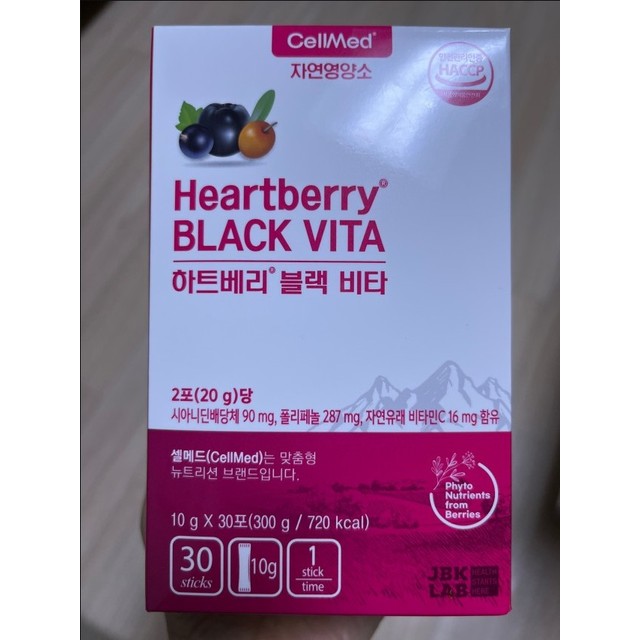 CellMed®
자연영양소
HACCP
Heartberry®
BLACK VITA
하트베리® 블랙 비타
2포(20 g)당
시아니딘배당체 90 mg, 폴리페놀 287 mg, 자연유래 비타민C 16 mg 함유
셀메드(CellMed)는 맞춤형
뉴트리션 브랜드입니다.
Phyto
Nutrients
from
Berries
10 g X 30포(300 g / 720 kcal)
30
sticks
10g
1
stick
time
JBK
LAB
HEALTH
STARTS
HERE